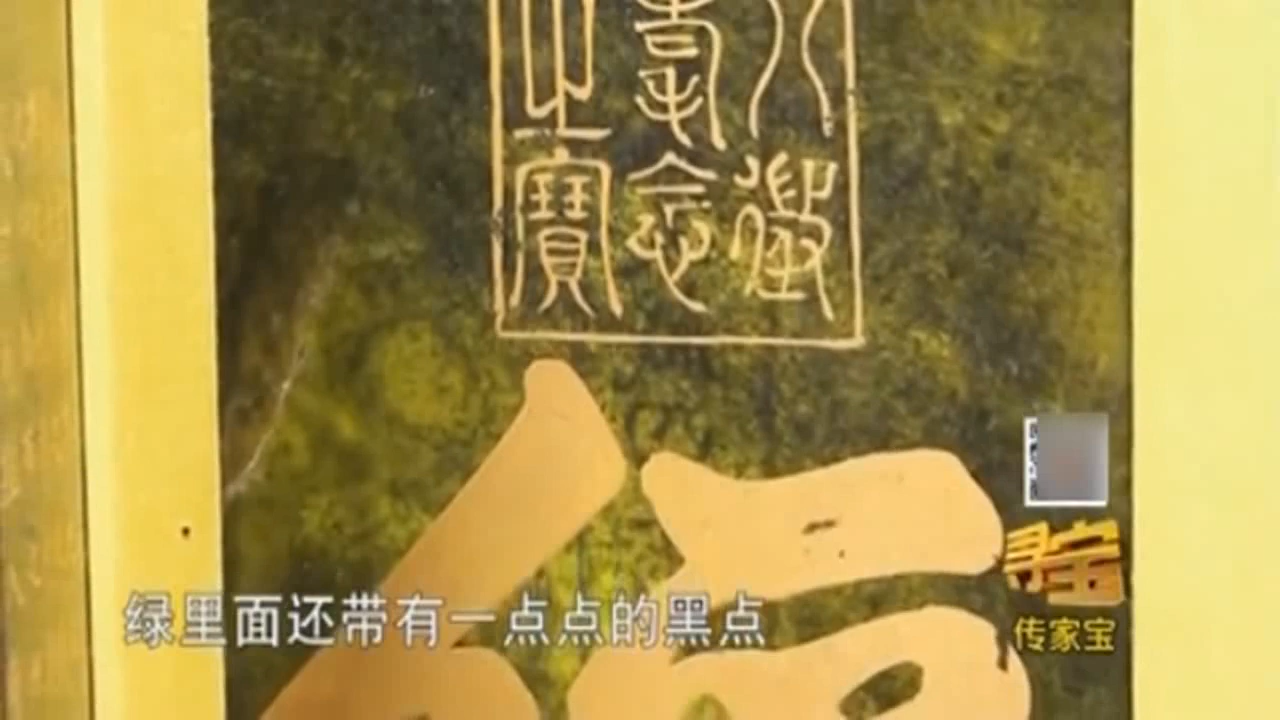 八徵
耄念
之寶
绿里面还带有一点点的黑点
寻宝
传家宝